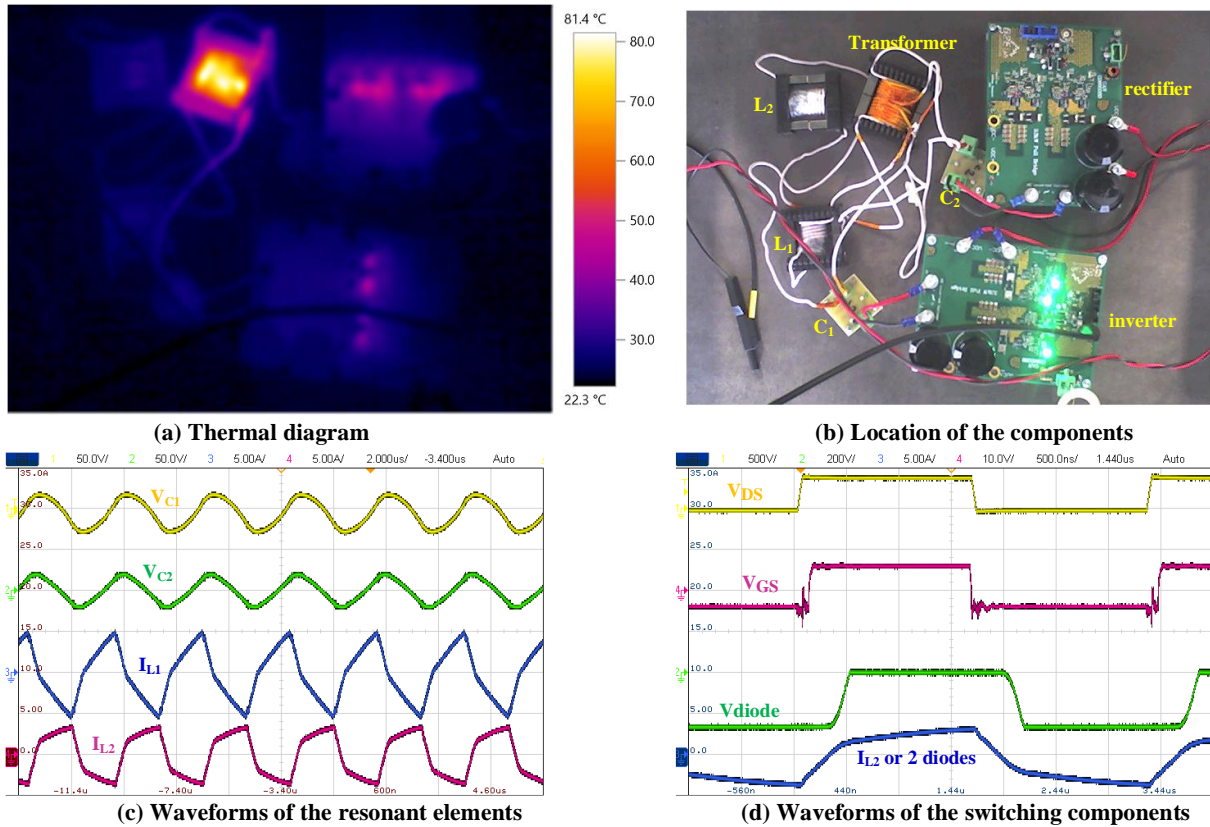 81.4 °C
80.0
70.0
60.0
50.0
40.0
30.0
22.3 °C
Transformer
L2
rectifier
C2
L1
C1
inverter
(a) Thermal diagram
(b) Location of the components
1 50.0V/ 2 50.0V/ 3 5.00A/ 4 5.00A/ 2.000us/ -3.400us Auto
35.0A
VC1
30.0
25.0
VC2
20.0
15.0
IL1
10.0
5.00
IL2
0.0
-11.4u -7.40u -3.40u 600n 4.60u
(c) Waveforms of the resonant elements
1 500V/ 2 200V/ 3 5.00A/ 4 10.0V/ 500.0ns/ 1.440us Auto
35.0A
VDS
30.0
25.0
VGS
20.0
15.0
10.0
5.00
Vdiode
0.0
IL2 or 2 diodes
-560n 440n 1.44u 2.44u 3.44u
(d) Waveforms of the switching components